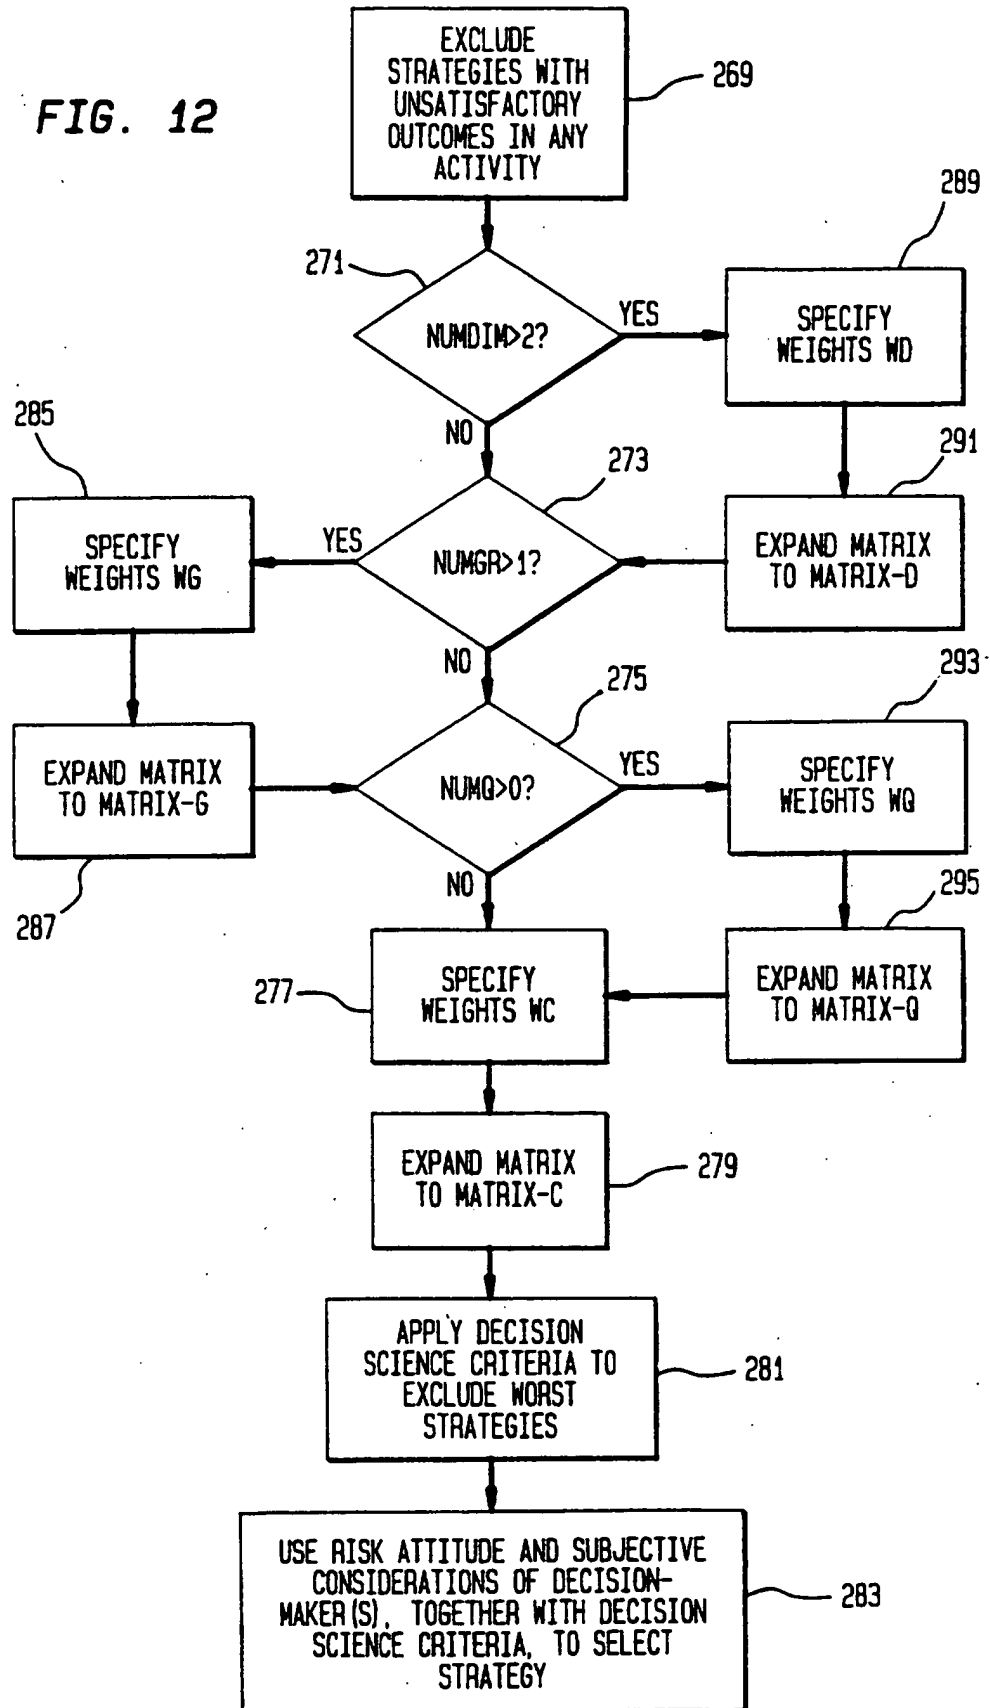 FIG. 12
EXCLUDE
STRATEGIES WITH
UNSATISFACTORY
OUTCOMES IN ANY
ACTIVITY
269
271
NUMDIM>2?
YES
NO
289
SPECIFY
WEIGHTS WD
291
EXPAND MATRIX
TO MATRIX-D
273
NUMGR>1?
YES
NO
285
SPECIFY
WEIGHTS WG
EXPAND MATRIX
TO MATRIX-G
287
275
NUMQ>0?
YES
NO
293
SPECIFY
WEIGHTS WQ
295
EXPAND MATRIX
TO MATRIX-Q
277
SPECIFY
WEIGHTS WC
EXPAND MATRIX
TO MATRIX-C
279
APPLY DECISION
SCIENCE CRITERIA TO
EXCLUDE WORST
STRATEGIES
281
USE RISK ATTITUDE AND SUBJECTIVE
CONSIDERATIONS OF DECISION-
MAKER(S), TOGETHER WITH DECISION
SCIENCE CRITERIA, TO SELECT
STRATEGY
283